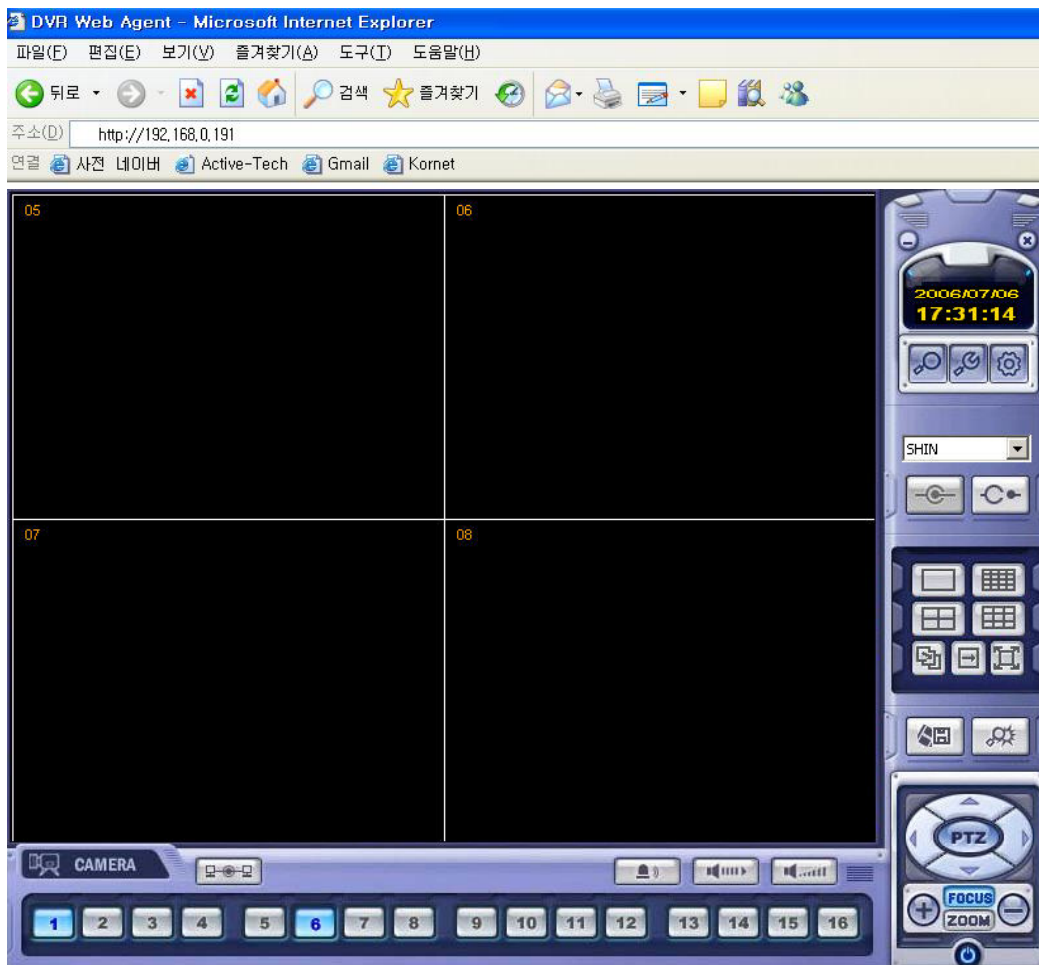 DVR Web Agent - Microsoft Internet Explorer
파일(F) 편집(E) 보기(V) 즐겨찾기(A) 도구(T) 도움말(H)
뒤로 검색 즐겨찾기
주소(D) http://192.168.0.191
연결 사전 네이버 Active-Tech Gmail Kornet
05 06
2006/07/06
17:31:14
SHIN
07 08
PTZ
CAMERA
FOCUS
ZOOM
1 2 3 4 5 6 7 8 9 10 11 12 13 14 15 16